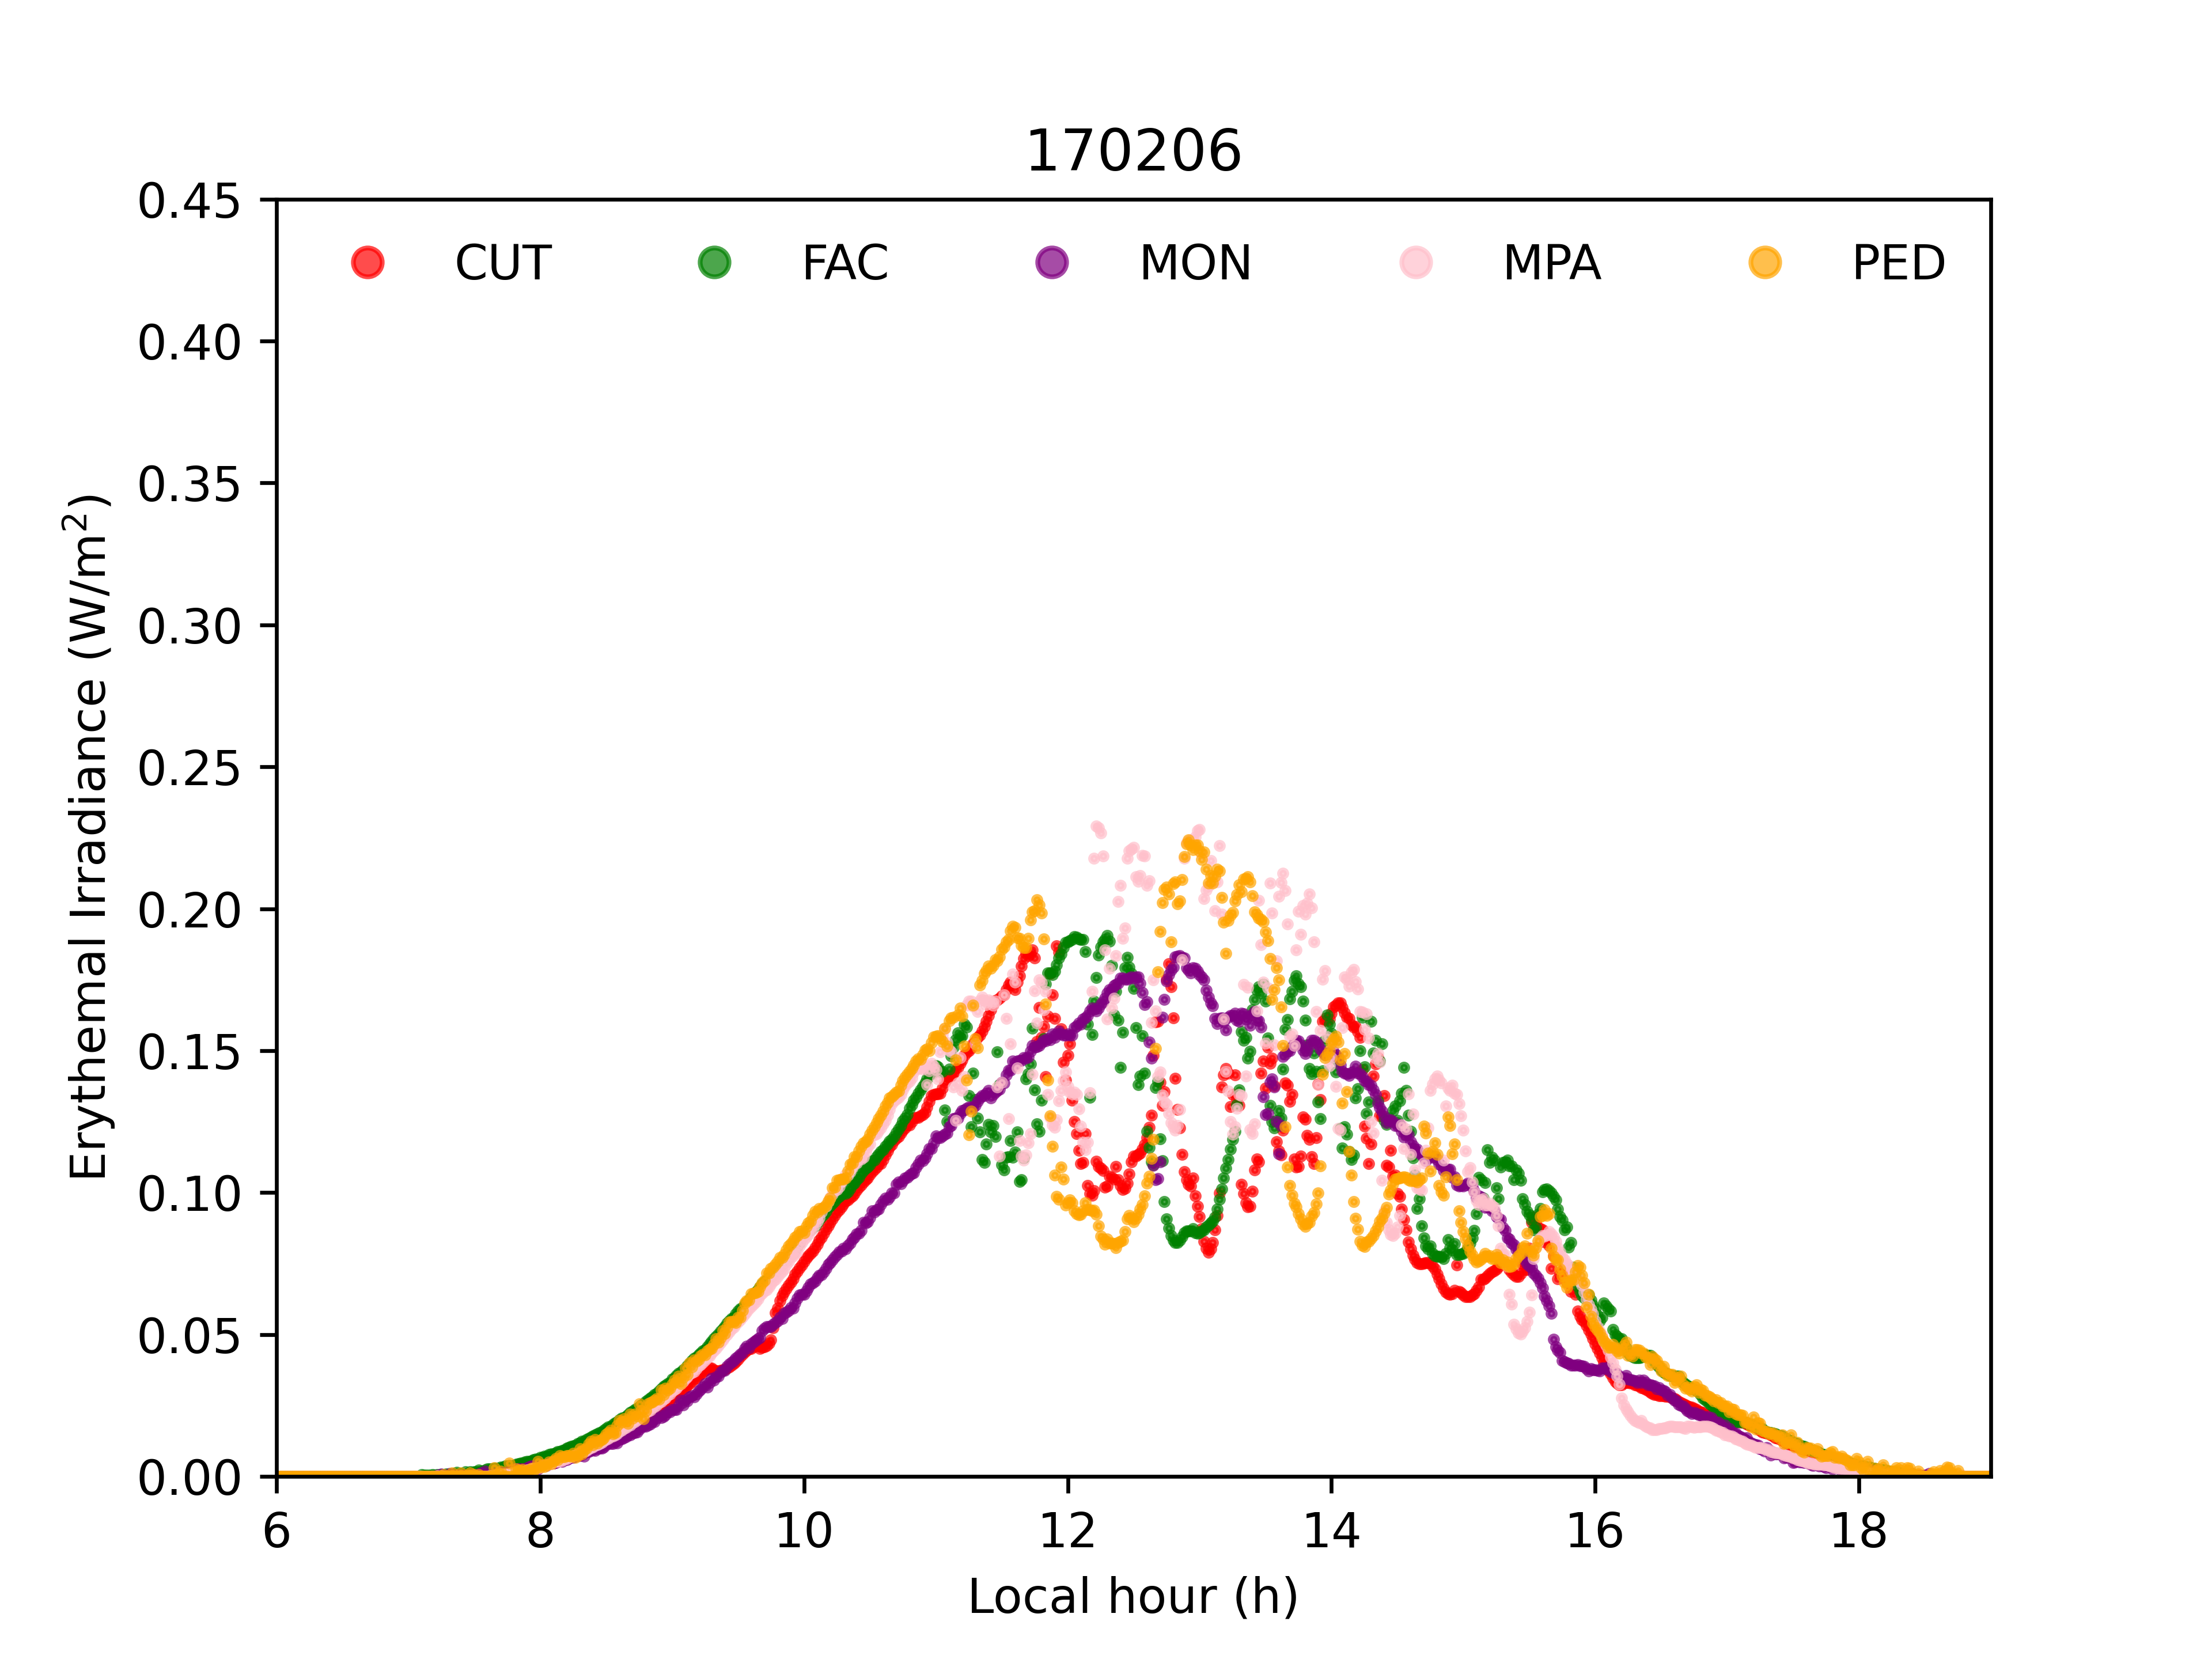 170206
CUT FAC MON MPA PED
Erythemal Irradiance (W/m²)
0.45
0.40
0.35
0.30
0.25
0.20
0.15
0.10
0.05
0.00
6 8 10 12 14 16 18
Local hour (h)